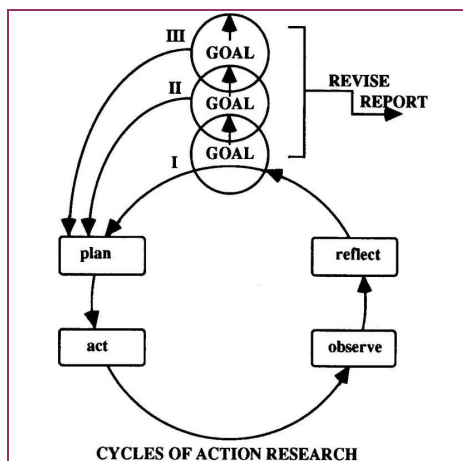 III
GOAL
REVISE
II
GOAL
REPORT
GOAL
I
plan
reflect
act
observe
CYCLES OF ACTION RESEARCH